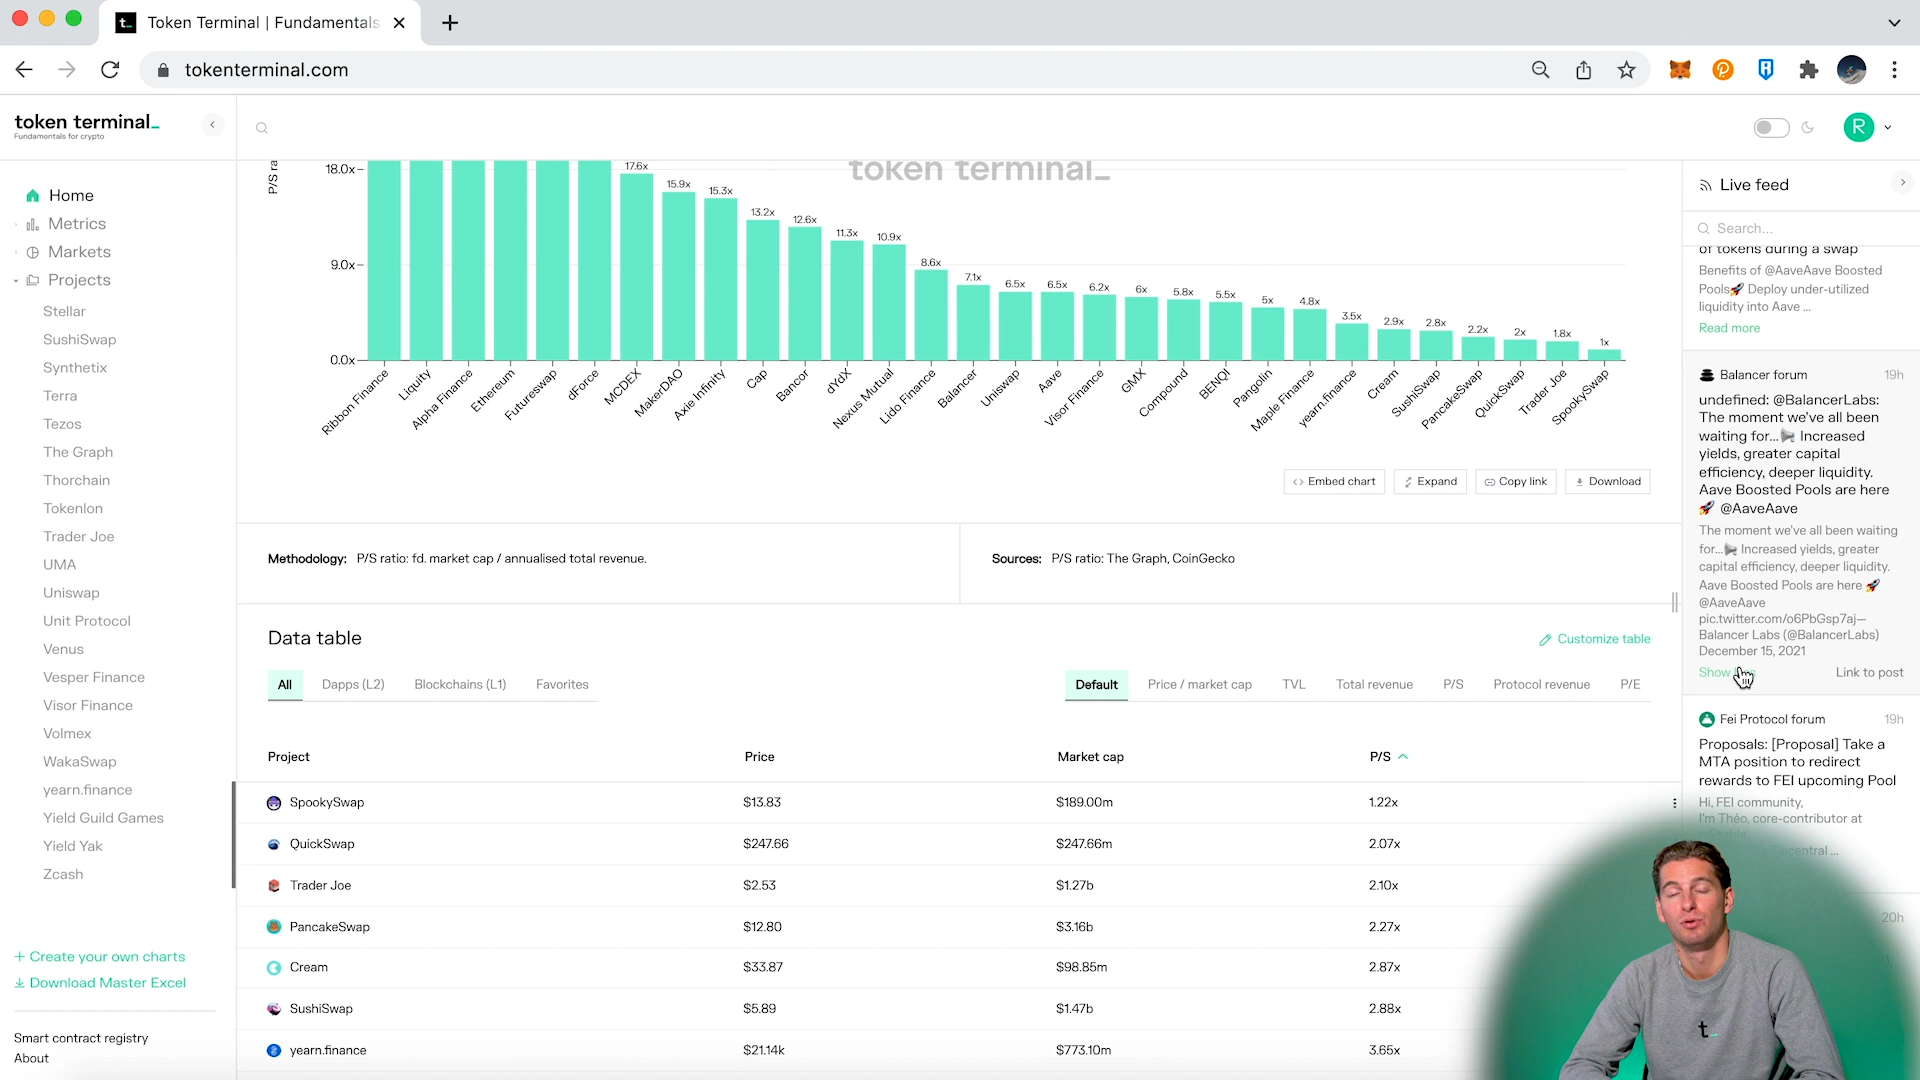 Token Terminal | Fundamentals
tokenterminal.com
token terminal_
Fundamentals for crypto
R
Home
Metrics
Markets
Projects
Stellar
SushiSwap
Synthetix
Terra
Tezos
The Graph
Thorchain
Tokenlon
Trader Joe
UMA
Uniswap
Unit Protocol
Venus
Vesper Finance
Visor Finance
Volmex
WakaSwap
yearn.finance
Yield Guild Games
Yield Yak
Zcash
+ Create your own charts
Download Master Excel
Smart contract registry
About
token terminal_
18.0x
9.0x
0.0x
17.6x
15.9x
15.3x
13.2x
12.6x
11.3x
10.9x
8.6x
7.1x
6.5x
6.5x
6.2x
6x
5.8x
5.5x
5x
4.8x
3.5x
2.9x
2.8x
2.2x
2x
1.8x
1x
Ribbon Finance
Liquity
Alpha Finance
Ethereum
Futureswap
dForce
MCDEX
MakerDAO
Axie Infinity
Cap
Bancor
dYdX
Nexus Mutual
Lido Finance
Balancer
Uniswap
Aave
Visor Finance
GMX
Compound
BENQI
Pangolin
Maple Finance
yearn.finance
Cream
SushiSwap
PancakeSwap
QuickSwap
Trader Joe
SpookySwap
Embed chart
Expand
Copy link
Download
Methodology: P/S ratio: fd. market cap / annualised total revenue.
Sources: P/S ratio: The Graph, CoinGecko
Data table
Customize table
All Dapps (L2) Blockchains (L1) Favorites
Default Price / market cap TVL Total revenue P/S Protocol revenue P/E
Project Price Market cap P/S
SpookySwap $13.83 $189.00m 1.22x
QuickSwap $247.66 $247.66m 2.07x
Trader Joe $2.53 $1.27b 2.10x
PancakeSwap $12.80 $3.16b 2.27x
Cream $33.87 $98.85m 2.87x
SushiSwap $5.89 $1.47b 2.88x
yearn.finance $21.14k $773.10m 3.65x
Live feed
Search...
of tokens during a swap
Benefits of @AaveAave Boosted
Pools🚀 Deploy under-utilized
liquidity into Aave ...
Read more
Balancer forum 19h
undefined: @BalancerLabs:
The moment we've all been
waiting for...📢 Increased
yields, greater capital
efficiency, deeper liquidity.
Aave Boosted Pools are here
🚀 @AaveAave
The moment we've all been waiting
for...📢 Increased yields, greater
capital efficiency, deeper liquidity.
Aave Boosted Pools are here 🚀
@AaveAave
pic.twitter.com/o6PbGsp7aj—
Balancer Labs (@BalancerLabs)
December 15, 2021
Show
Link to post
Fei Protocol forum 19h
Proposals: [Proposal] Take a
MTA position to redirect
rewards to FEI upcoming Pool
Hi, FEI community,
I'm Théo, core-contributor at
20h
t_